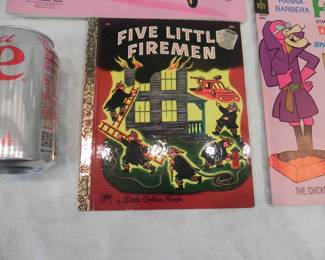 FIVE LITTLE
FIREMEN
a Little Golden Book
HANNA-
BARBERA
THE CHICK
e